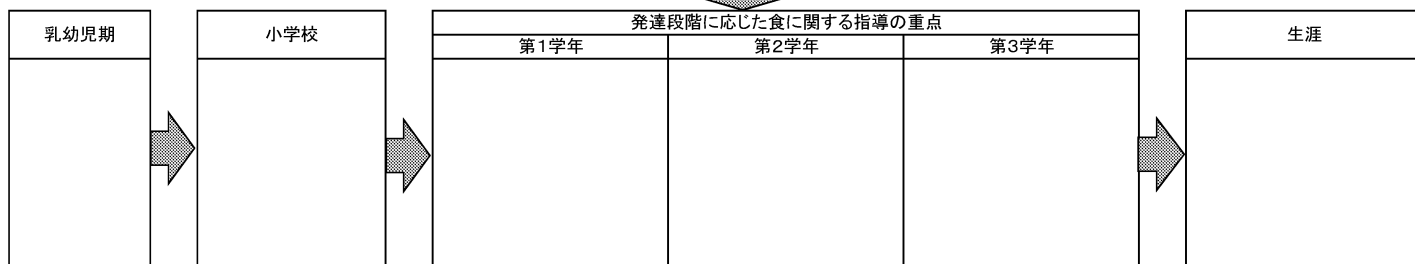 乳幼児期
小学校
発達段階に応じた食に関する指導の重点
第1学年
第2学年
第3学年
生涯